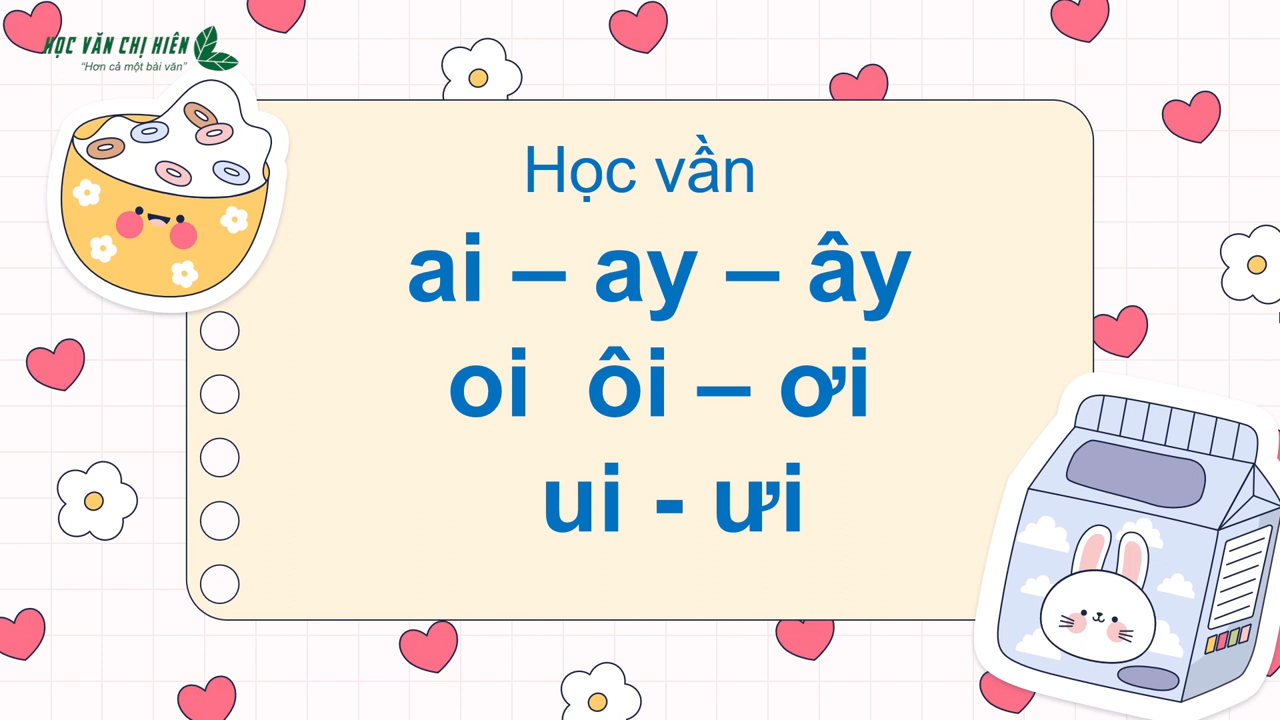 HỌC VĂN CHỊ HIÊN
“Hơn cả một bài văn”
Học vần
ai – ay – ây
oi ôi – ơi
ui - ưi